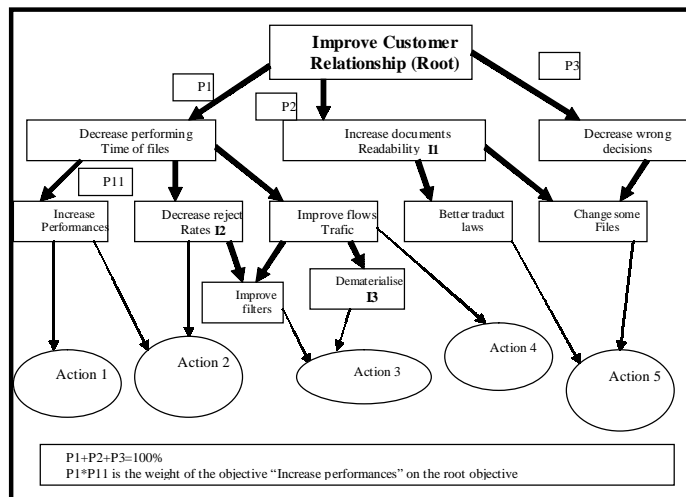 Improve Customer
Relationship (Root)
P1
P2
P3
Decrease performing
Time of files
Increase documents
Readability I1
Decrease wrong
decisions
P11
Increase
Performances
Decrease reject
Rates I2
Improve flows
Trafic
Better traduct
laws
Change some
Files
Improve
filters
Dematerialise
I3
Action 1
Action 2
Action 3
Action 4
Action 5
P1+P2+P3=100%
P1*P11 is the weight of the objective “Increase performances” on the root objective